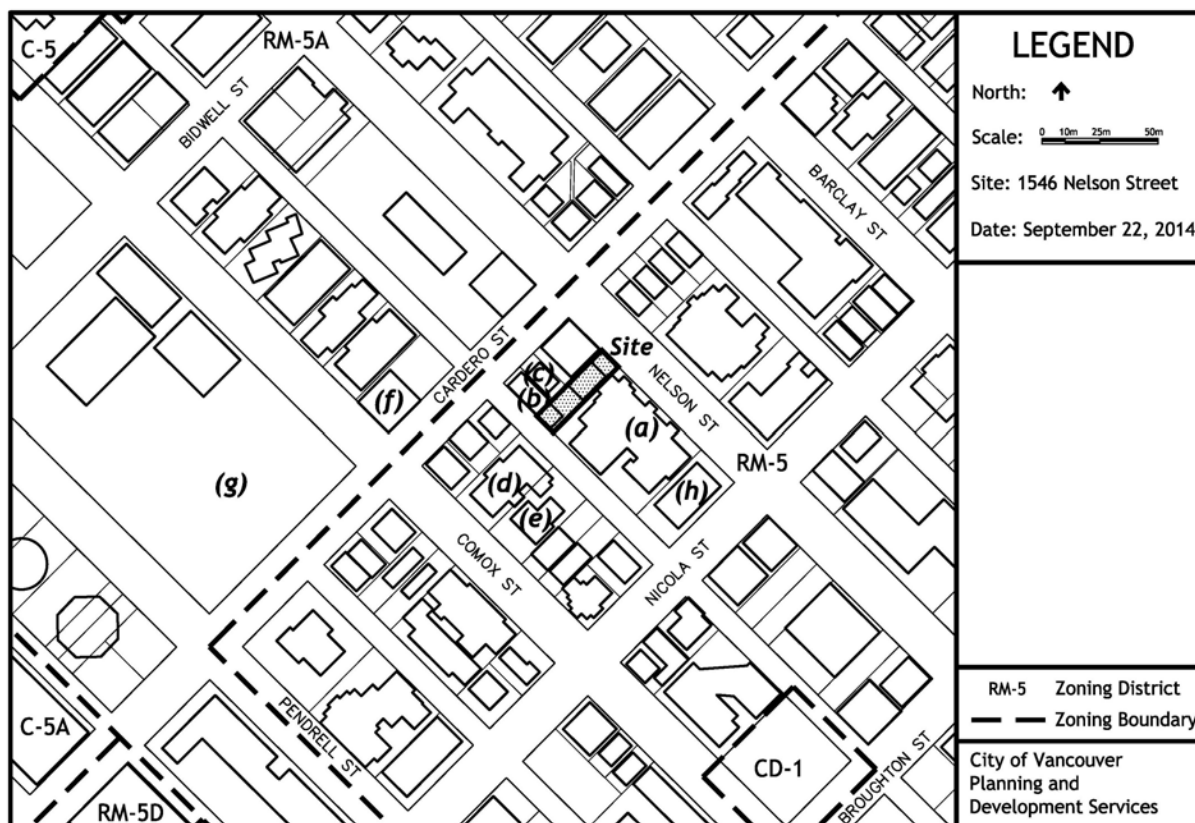 C-5
RM-5A
BIDWELL ST
BARCLAY ST
CARDERO ST
Site
(c)
(b)
NELSON ST
(a)
(f)
RM-5
(g)
(d)
(h)
(e)
COMOX ST
NICOLA ST
PENDRELL ST
C-5A
CD-1
BROUGHTON ST
RM-5D
LEGEND
North:
Scale: 0 10m 25m 50m
Site: 1546 Nelson Street
Date: September 22, 2014
RM-5 Zoning District
Zoning Boundary
City of Vancouver
Planning and
Development Services